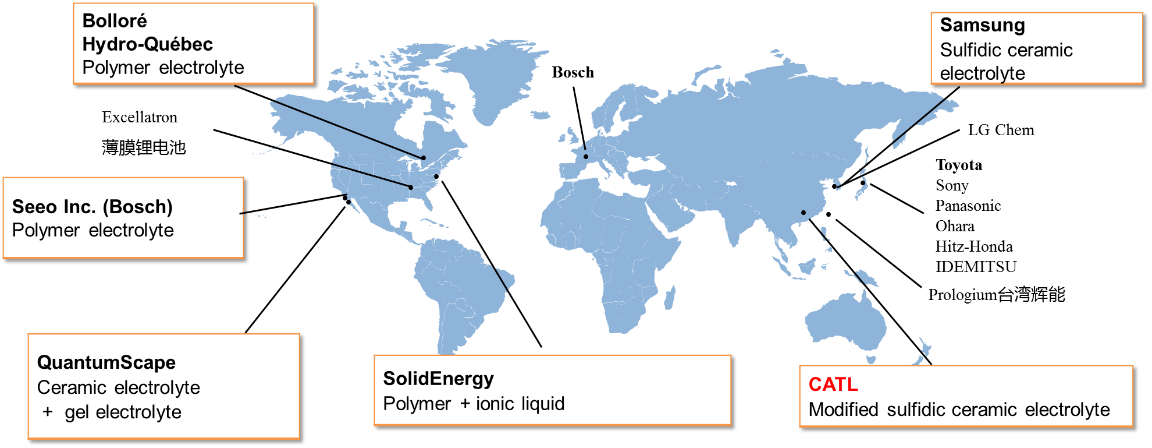 Bolloré
Hydro-Québec
Polymer electrolyte
Excellatron
薄膜锂电池
Seeo Inc. (Bosch)
Polymer electrolyte
QuantumScape
Ceramic electrolyte
+ gel electrolyte
SolidEnergy
Polymer + ionic liquid
Bosch
Samsung
Sulfidic ceramic
electrolyte
LG Chem
Toyota
Sony
Panasonic
Ohara
Hitz-Honda
IDEMITSU
Prologium台湾辉能
CATL
Modified sulfidic ceramic electrolyte